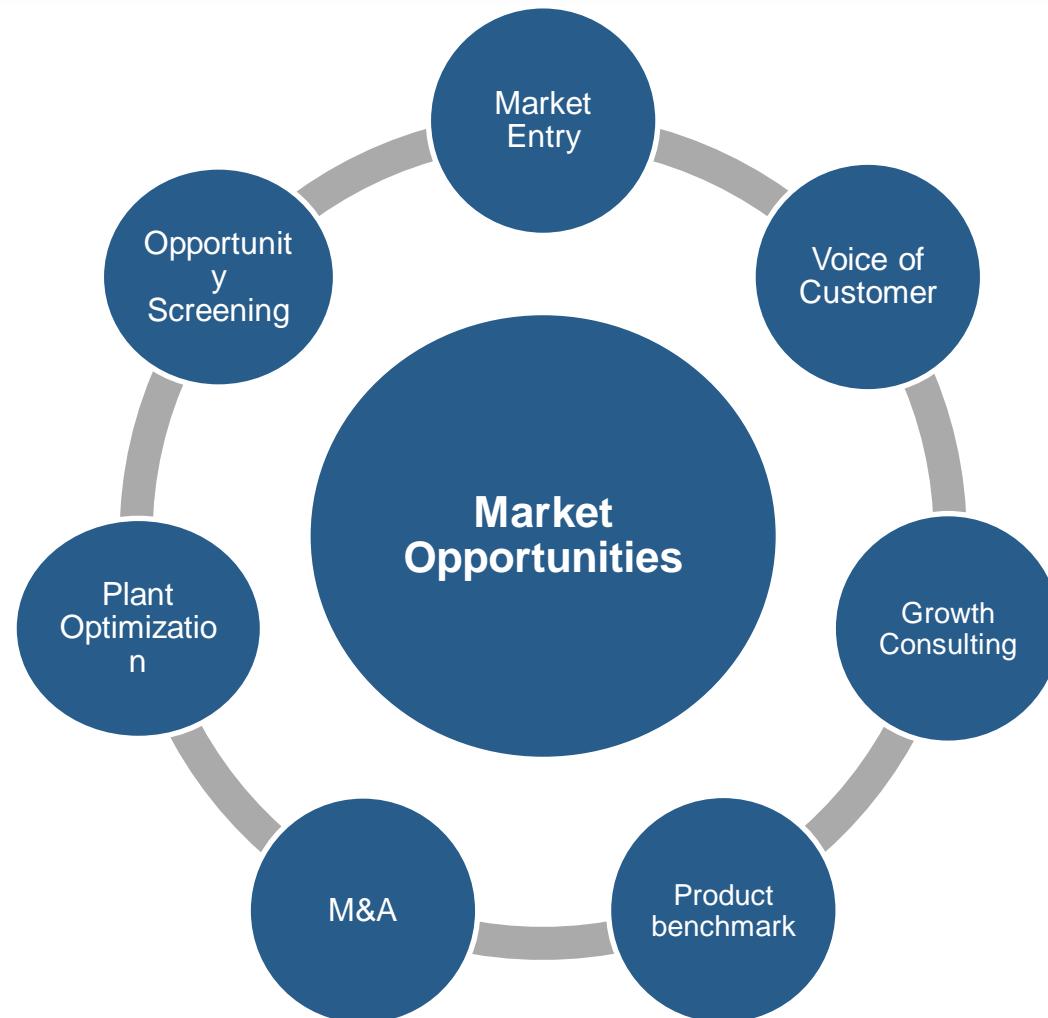 Market
Entry
Voice of
Customer
Growth
Consulting
Product
benchmark
M&A
Plant
Optimizatio
n
Opportunit
y
Screening
Market
Opportunities